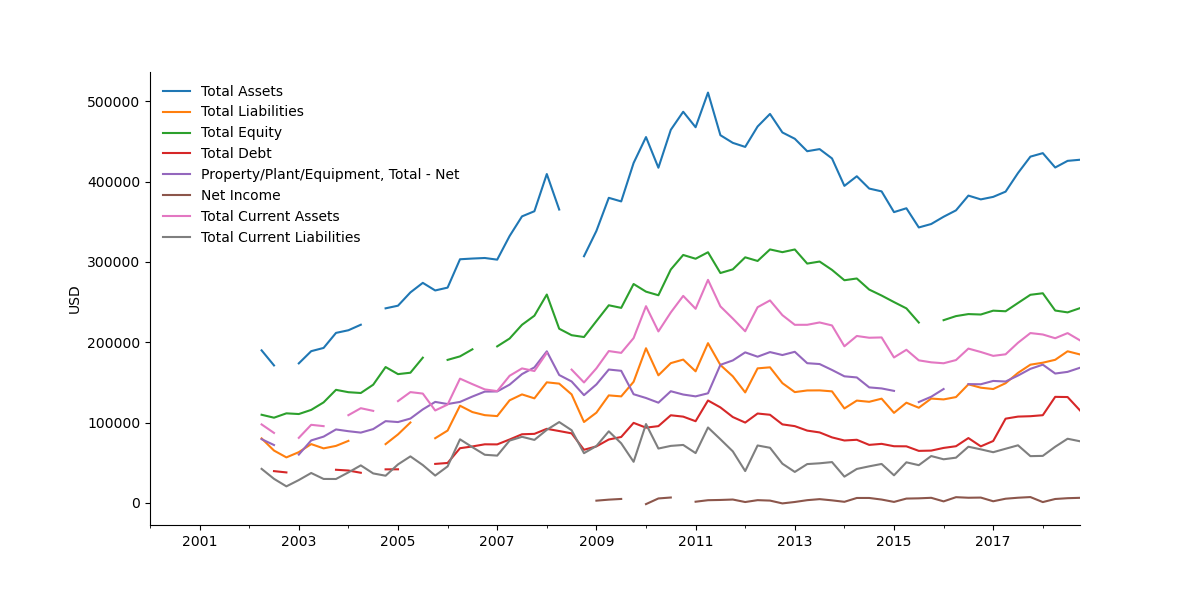 500000
400000
300000
200000
100000
0
USD
Total Assets
Total Liabilities
Total Equity
Total Debt
Property/Plant/Equipment, Total - Net
Net Income
Total Current Assets
Total Current Liabilities
2001 2003 2005 2007 2009 2011 2013 2015 2017